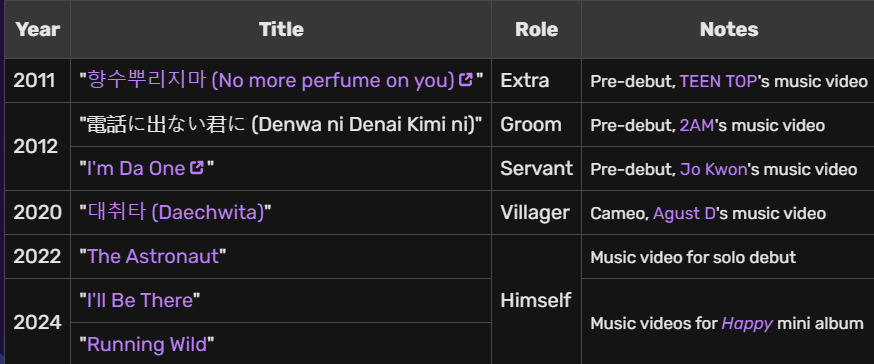 Year Title Role Notes
2011 "향수뿌리지마 (No more perfume on you)" Extra Pre-debut, TEEN TOP's music video
2012 "電話に出ない君に (Denwa ni Denai Kimi ni)" Groom Pre-debut, 2AM's music video
"I'm Da One" Servant Pre-debut, Jo Kwon's music video
2020 "대취타 (Daechwita)" Villager Cameo, Agust D's music video
2022 "The Astronaut" Himself Music video for solo debut
2024 "I'll Be There" Music videos for Happy mini album
"Running Wild"